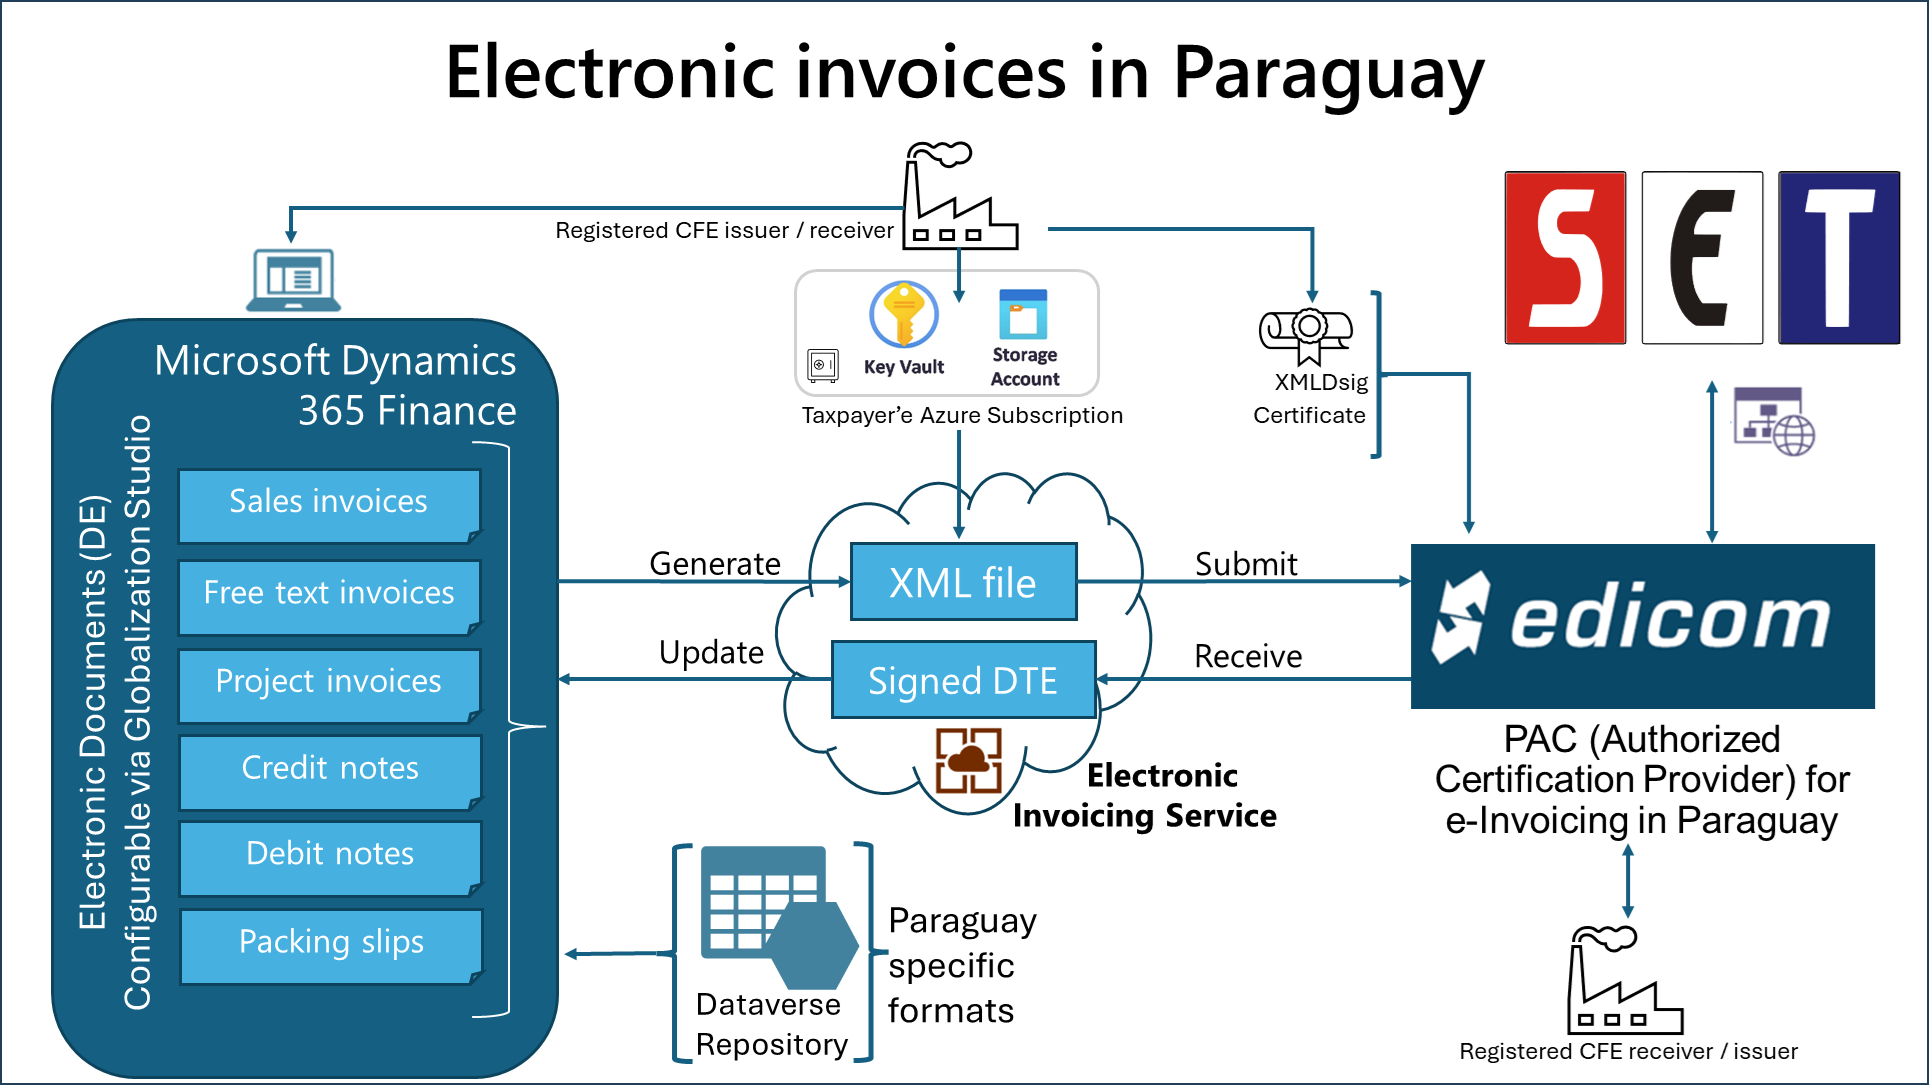 Electronic invoices in Paraguay
Registered CFE issuer / receiver
SET
Key Vault
Storage
Account
Taxpayer’e Azure Subscription
XMLDsig
Certificate
Microsoft Dynamics
365 Finance
Electronic Documents (DE)
Configurable via Globalization Studio
Sales invoices
Free text invoices
Project invoices
Credit notes
Debit notes
Packing slips
Generate
XML file
Submit
Update
Signed DTE
Receive
Electronic
Invoicing Service
edicom
PAC (Authorized
Certification Provider) for
e-Invoicing in Paraguay
Dataverse
Repository
Paraguay
specific
formats
Registered CFE receiver / issuer